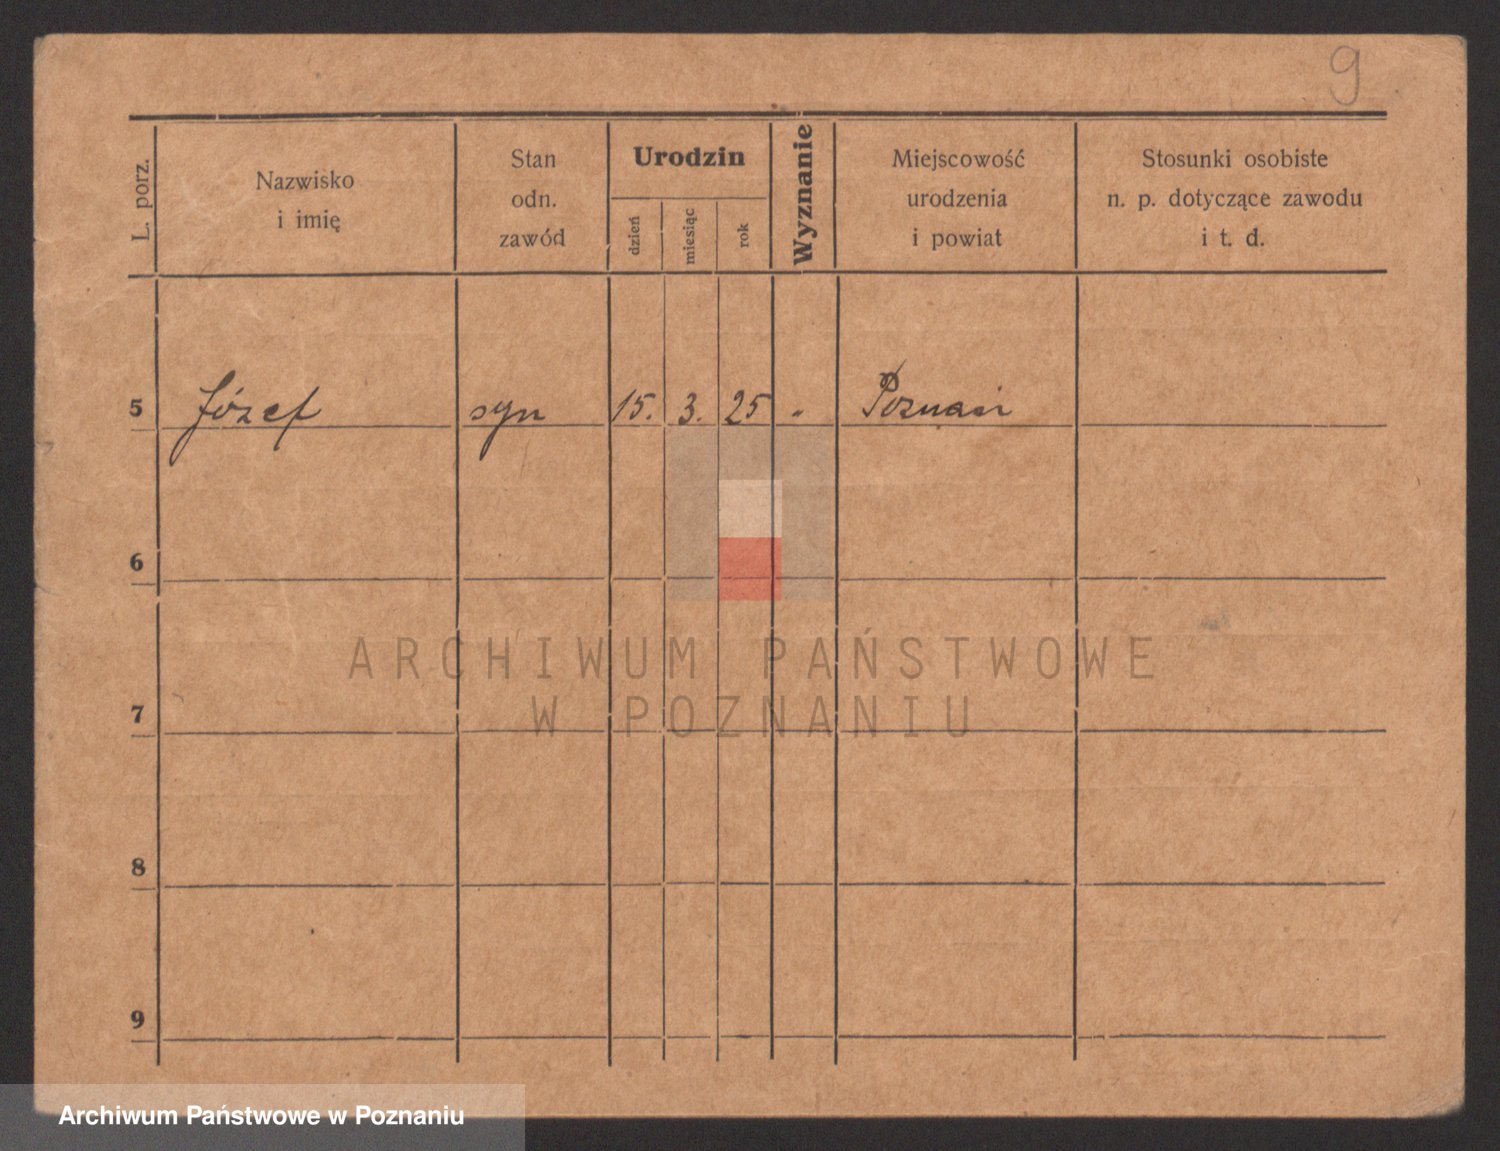 9
L. porz.
Nazwisko
i imię
Stan
odn.
zawód
Urodzin
dzień
miesiąc
rok
Wyznanie
Miejscowość
urodzenia
i powiat
Stosunki osobiste
n. p. dotyczące zawodu
i t. d.
5 Józef syn 15. 3. 25 „ Poznań
6
7
8
9
ARCHIWUM PAŃSTWOWE
W POZNANIU
Archiwum Państwowe w Poznaniu